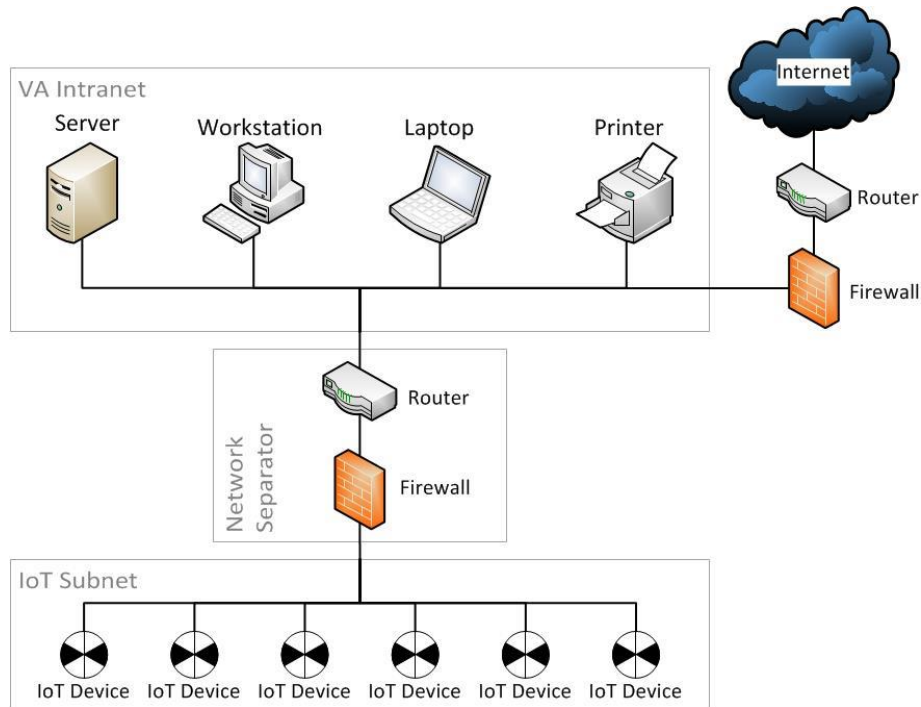 Internet
VA Intranet
Server
Workstation
Laptop
Printer
Router
Firewall
Router
Firewall
Network
Separator
IoT Subnet
IoT Device
IoT Device
IoT Device
IoT Device
IoT Device
IoT Device